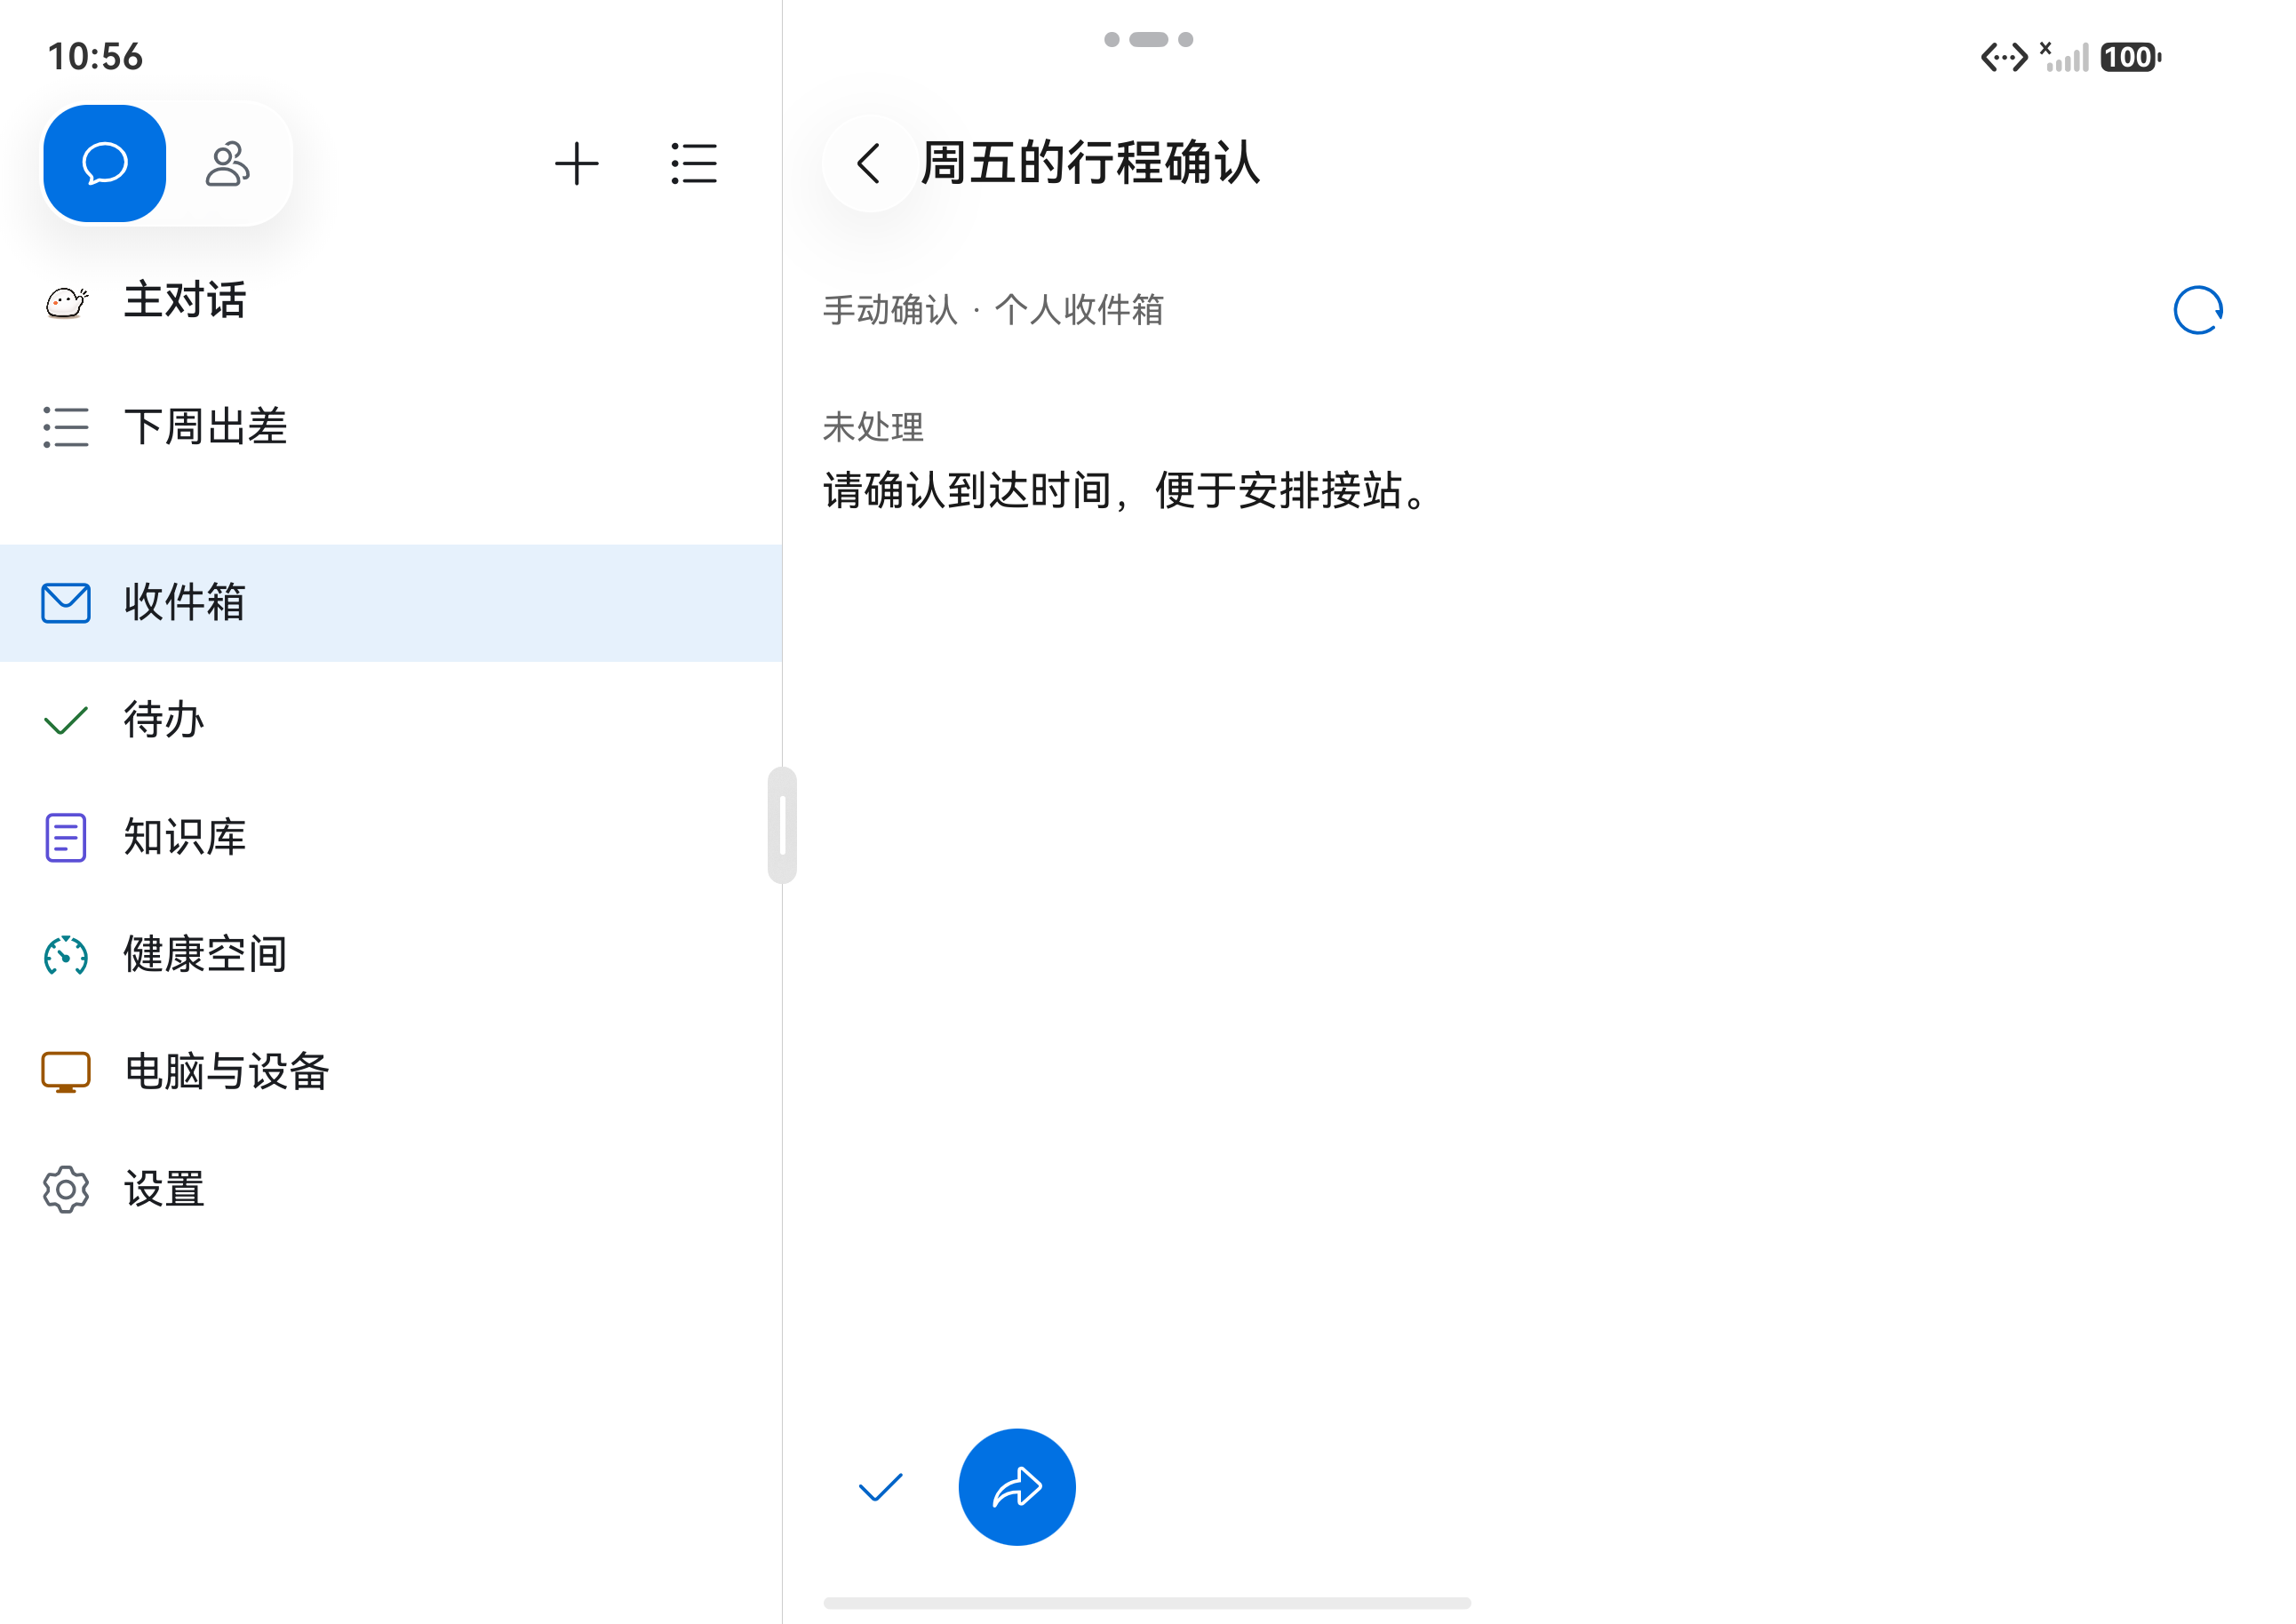 10:56
100
主对话
下周出差
收件箱
待办
知识库
健康空间
电脑与设备
设置
周五的行程确认
手动确认 · 个人收件箱
未处理
请确认到达时间，便于安排接站。